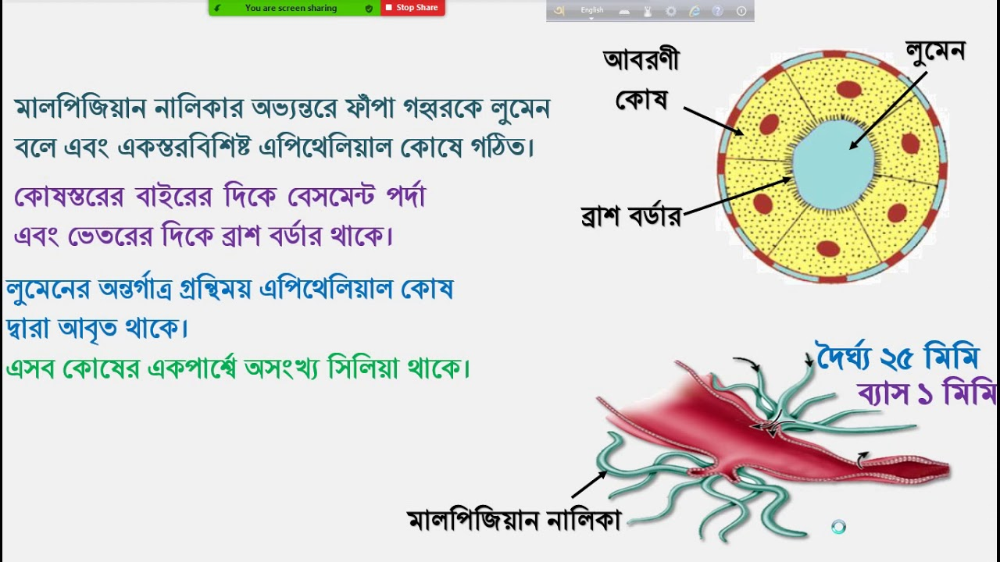 You are screen sharing
Stop Share
অ
English
আবরণী
কোষ
লুমেন
মালপিজিয়ান নালিকার অভ্যন্তরে ফাঁপা গহ্বরকে লুমেন
বলে এবং একস্তরবিশিষ্ট এপিথেলিয়াল কোষে গঠিত।
কোষস্তরের বাইরের দিকে বেসমেন্ট পর্দা
এবং ভেতরের দিকে ব্রাশ বর্ডার থাকে।
ব্রাশ বর্ডার
লুমেনের অন্তর্গাত্র গ্রন্থিময় এপিথেলিয়াল কোষ
দ্বারা আবৃত থাকে।
এসব কোষের একপার্শ্বে অসংখ্য সিলিয়া থাকে।
দৈর্ঘ্য ২৫ মিমি
ব্যাস ১ মিমি
মালপিজিয়ান নালিকা